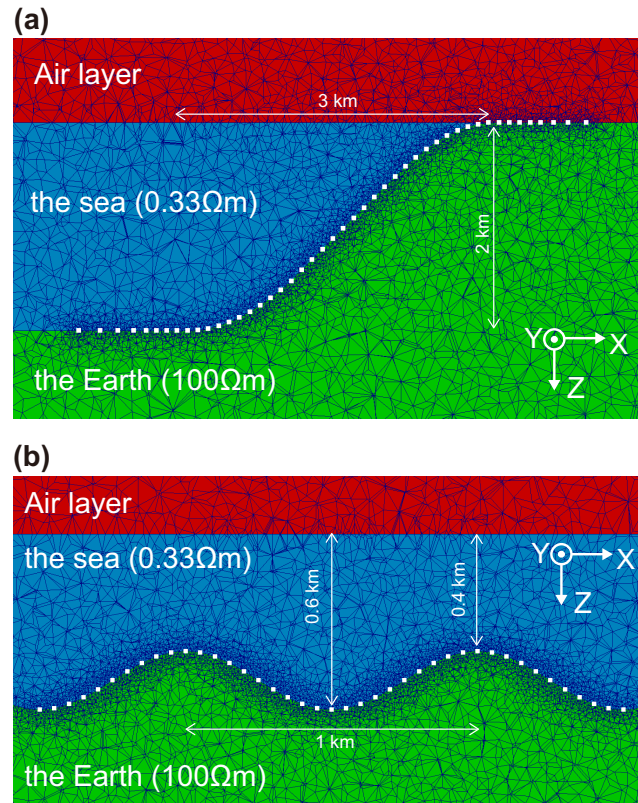 (a)
Air layer
3 km
the sea (0.33Ωm)
2 km
Y X
Z
the Earth (100Ωm)
(b)
Air layer
the sea (0.33Ωm)
Y X
Z
0.6 km
0.4 km
1 km
the Earth (100Ωm)